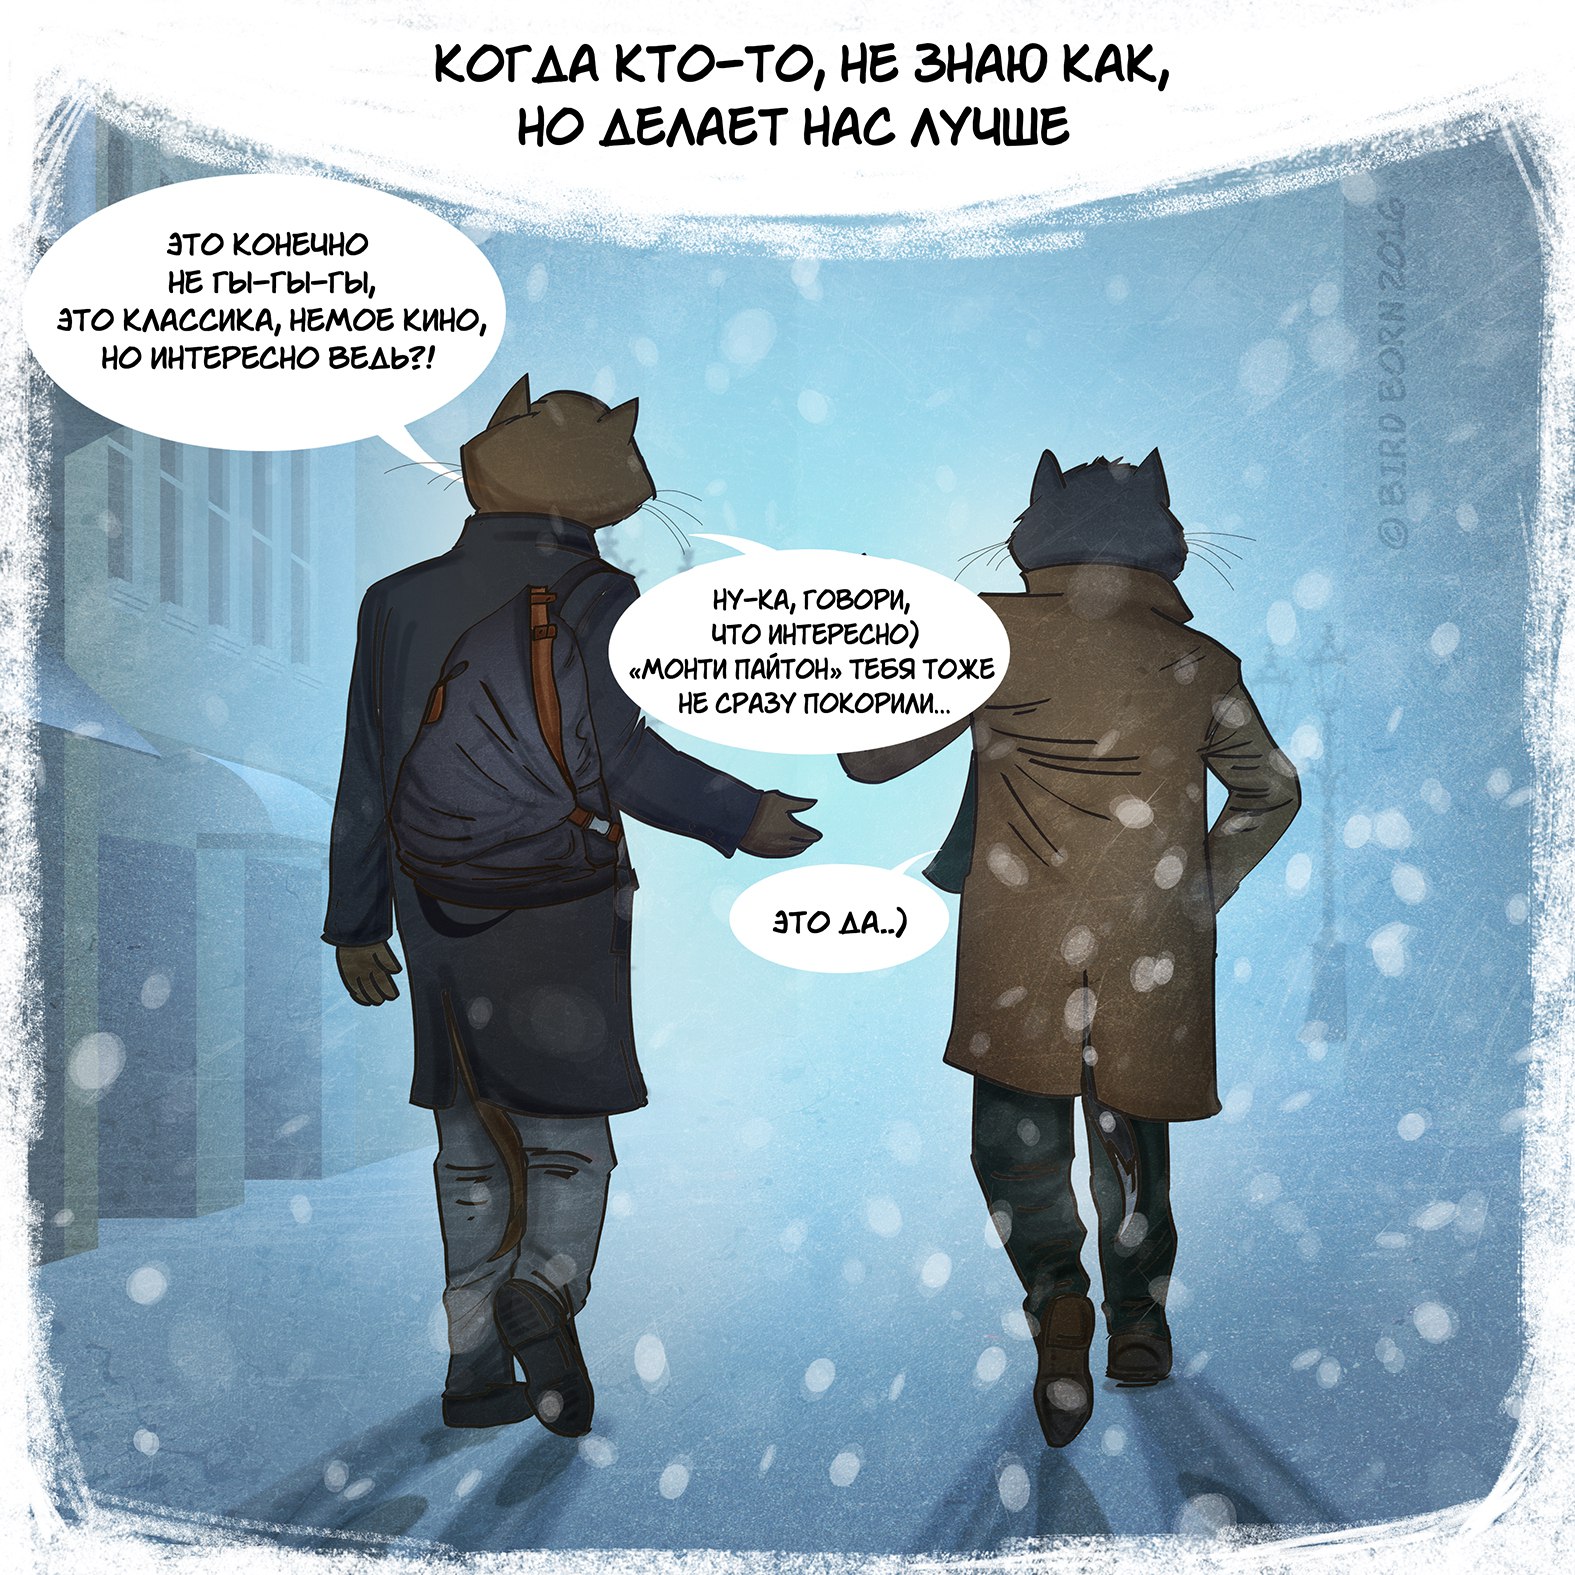 КОГДА КТО-ТО, НЕ ЗНАЮ КАК,
НО ДЕЛАЕТ НАС ЛУЧШЕ
ЭТО КОНЕЧНО
НЕ ГЫ-ГЫ-ГЫ,
ЭТО КЛАССИКА, НЕМОЕ КИНО,
НО ИНТЕРЕСНО ВЕДЬ?!
НУ-КА, ГОВОРИ,
ЧТО ИНТЕРЕСНО)
«МОНТИ ПАЙТОН» ТЕБЯ ТОЖЕ
НЕ СРАЗУ ПОКОРИЛИ...
ЭТО ДА..)
© BIRD BORN 2016